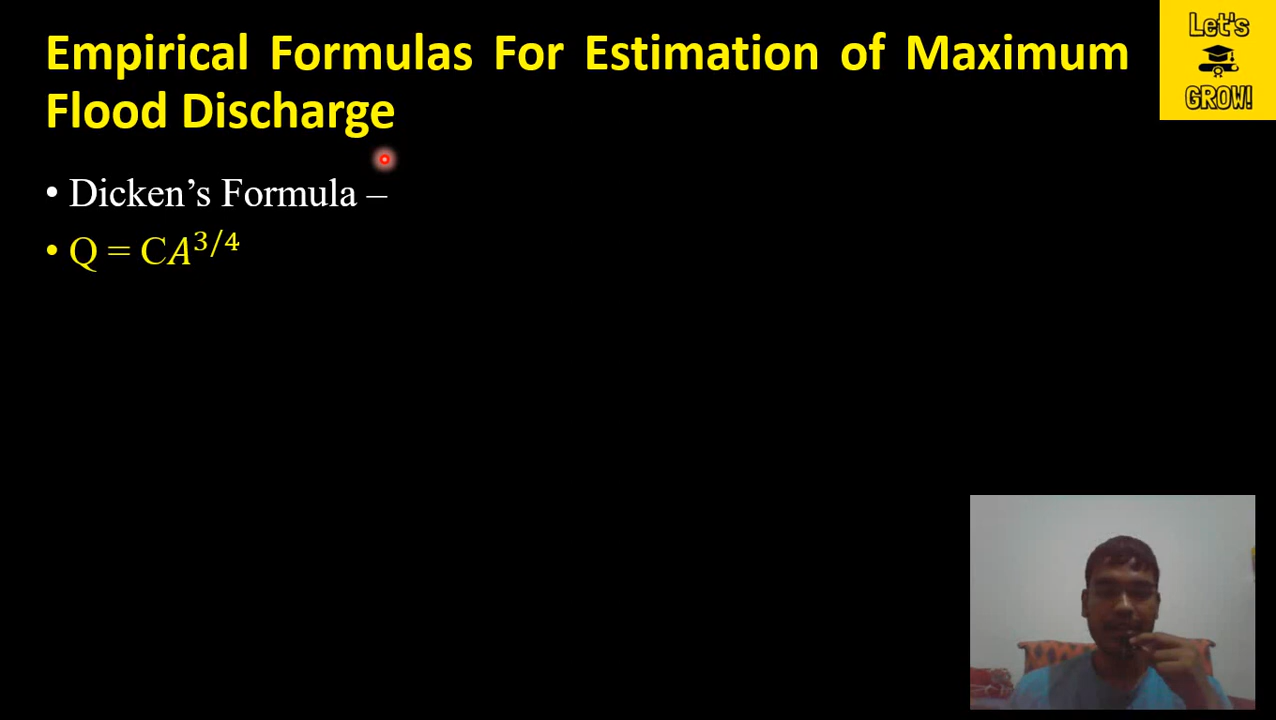 Empirical Formulas For Estimation of Maximum
Flood Discharge
Let's
GROW!
• Dicken’s Formula –
• Q = CA^{3/4}